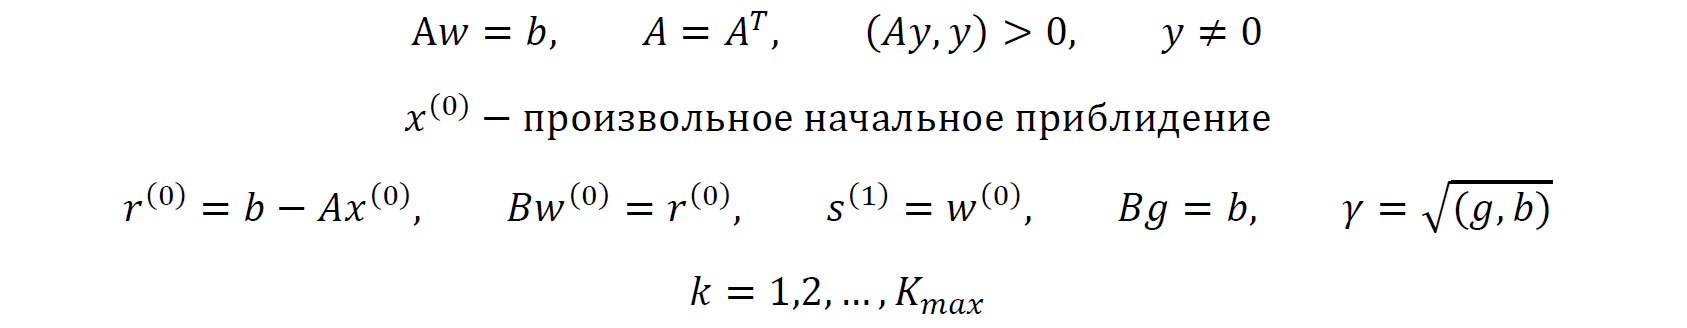 Aw = b, A = Aᵀ, (Ay, y) > 0, y ≠ 0
x⁽⁰⁾ − произвольное начальное приблидение
r⁽⁰⁾ = b − Ax⁽⁰⁾, Bw⁽⁰⁾ = r⁽⁰⁾, s⁽¹⁾ = w⁽⁰⁾, Bg = b, γ = √(g, b)
k = 1,2, … , K_max